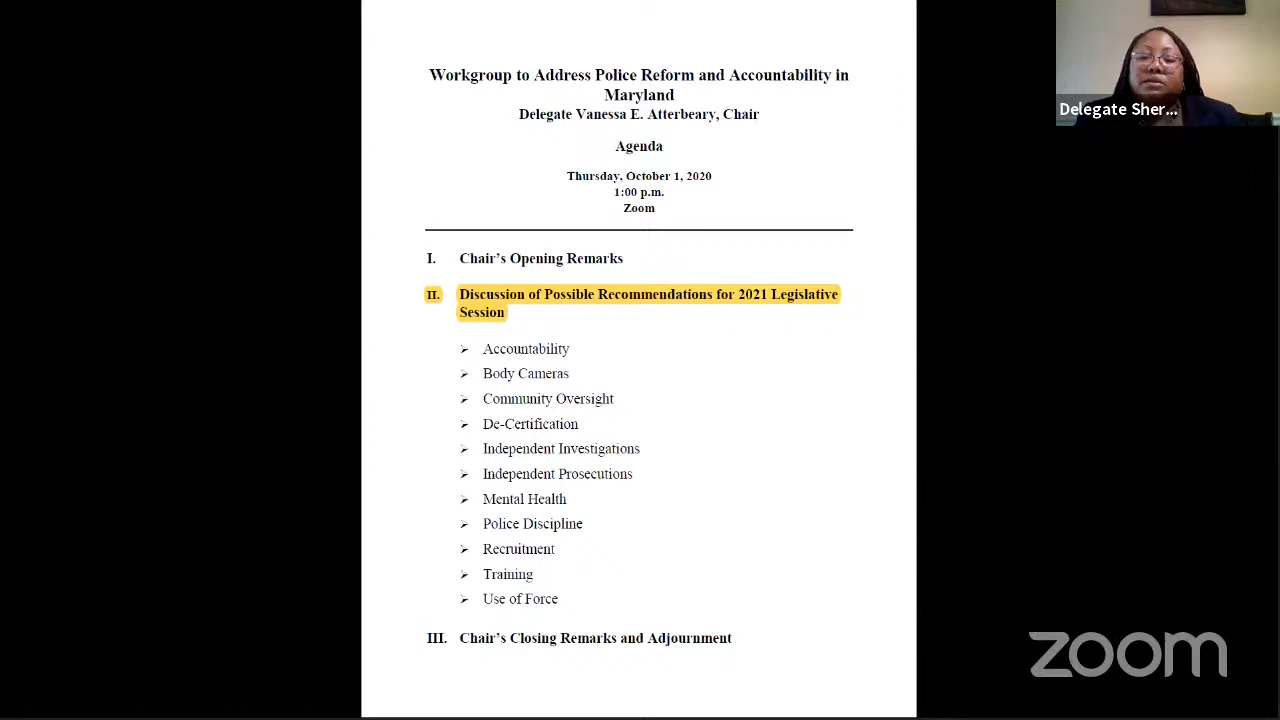 Workgroup to Address Police Reform and Accountability in
Maryland
Delegate Vanessa E. Atterbeary, Chair
Agenda
Thursday, October 1, 2020
1:00 p.m.
Zoom
I. Chair's Opening Remarks
II. Discussion of Possible Recommendations for 2021 Legislative
Session
➢ Accountability
➢ Body Cameras
➢ Community Oversight
➢ De-Certification
➢ Independent Investigations
➢ Independent Prosecutions
➢ Mental Health
➢ Police Discipline
➢ Recruitment
➢ Training
➢ Use of Force
III. Chair's Closing Remarks and Adjournment
Delegate Sher...
zoom